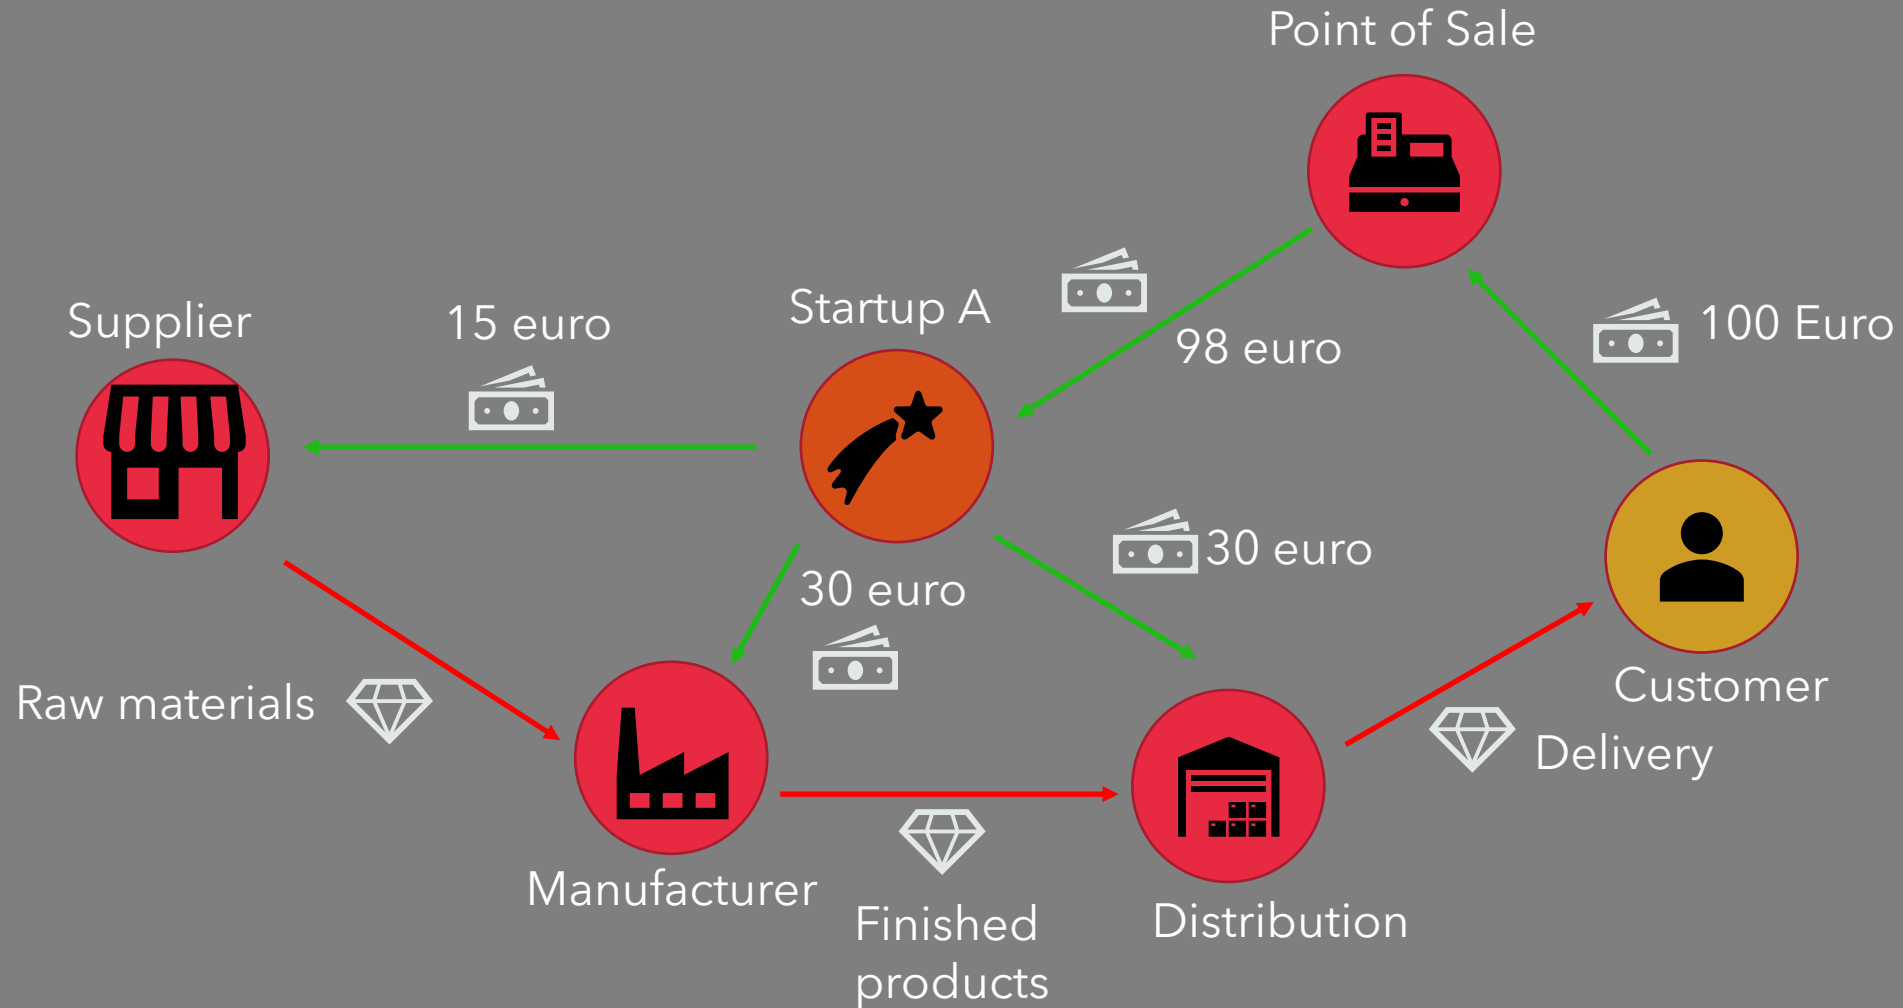 Point of Sale
Supplier
15 euro
Startup A
98 euro
100 Euro
30 euro
30 euro
Raw materials
Customer
Delivery
Manufacturer
Finished
products
Distribution